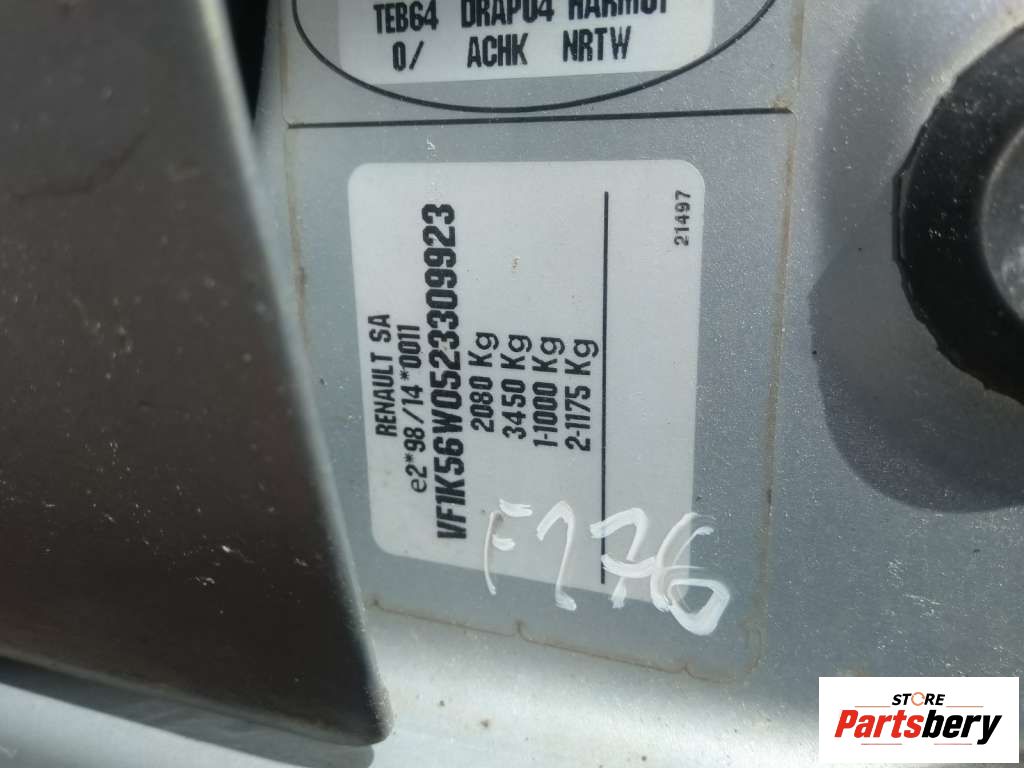 TEB64 DRAP04 HARM01
0/ ACHK NRTW
RENAULT SA
e2*98/14*0011
VF1K56W0523309923
2080 Kg
3450 Kg
1-1000 Kg
2-1175 Kg
21497
STORE
Partsbery